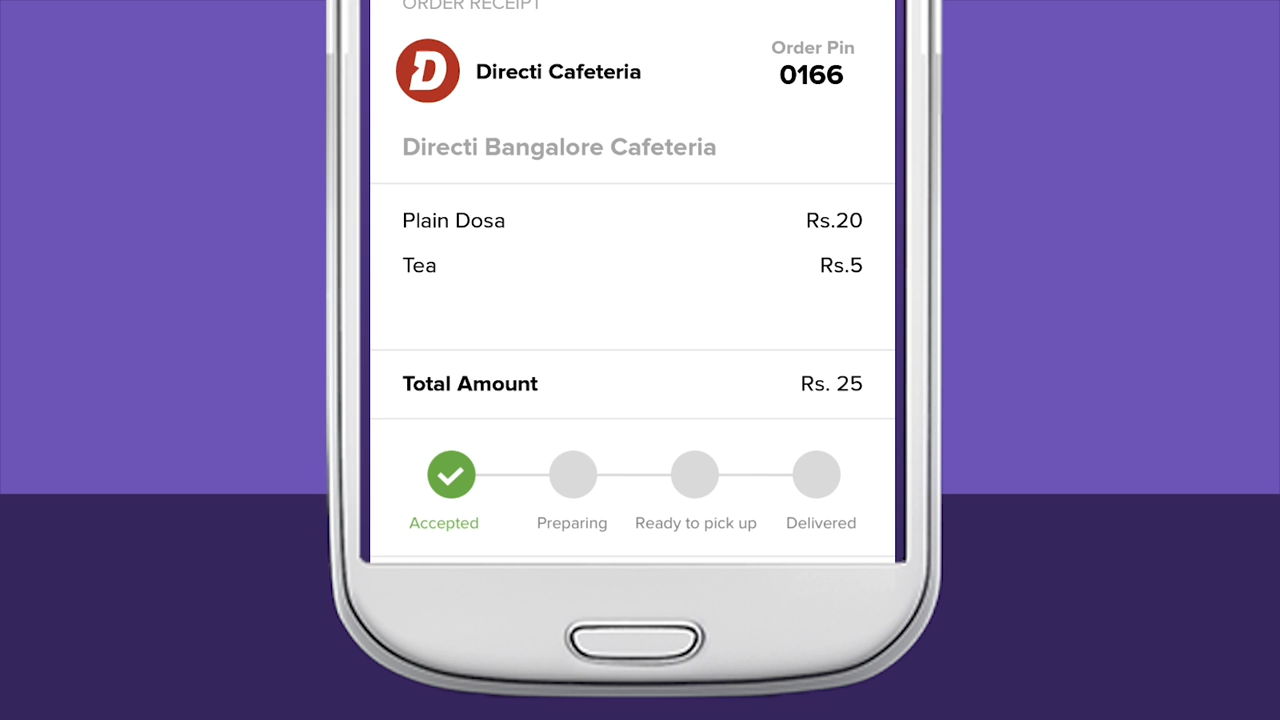 ORDER RECEIPT
Directi Cafeteria
Order Pin
0166
Directi Bangalore Cafeteria
Plain Dosa Rs.20
Tea Rs.5
Total Amount Rs. 25
Accepted Preparing Ready to pick up Delivered